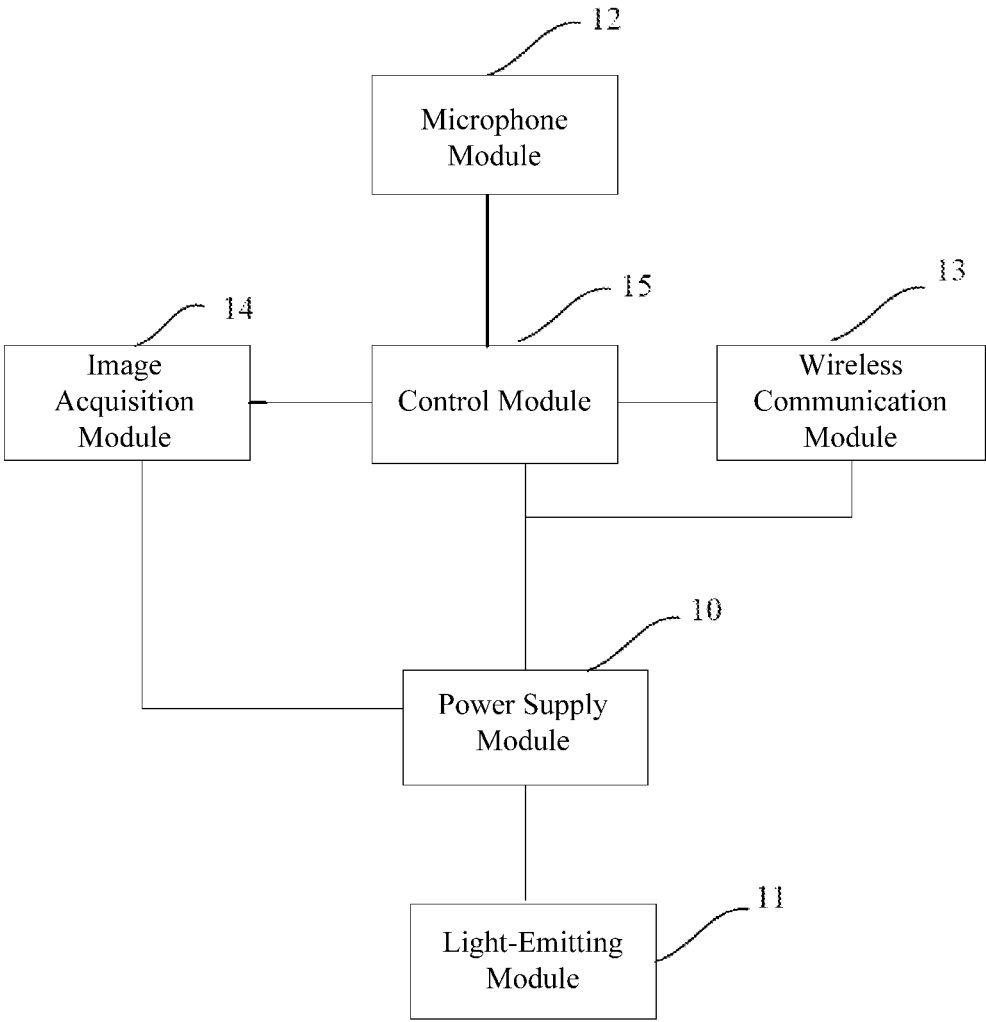 12
Microphone
Module
14
15
13
Image
Acquisition
Module
Control Module
Wireless
Communication
Module
10
Power Supply
Module
11
Light-Emitting
Module